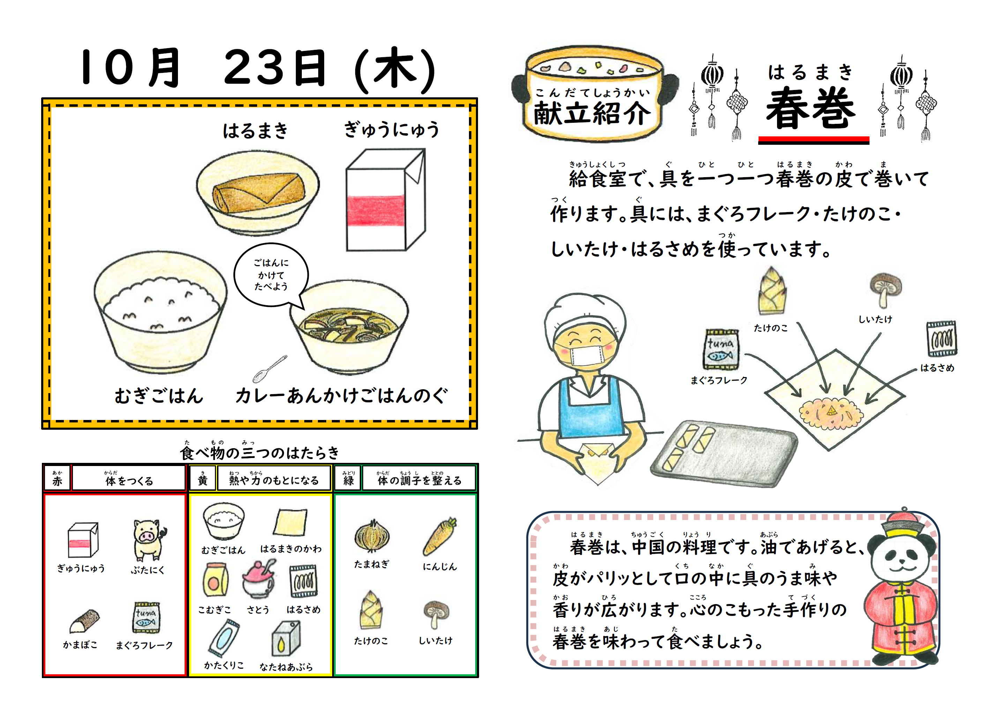 10月 23日 (木)
はるまき
ぎゅうにゅう
ごはんに
かけて
たべよう
むぎごはん
カレーあんかけごはんのぐ
食べ物の三つのはたらき
た もの みっ
赤 体をつくる
あか からだ
黄 熱や力のもとになる
き ねつ ちから
緑 体の調子を整える
みどり からだ ちょう し ととの
ぎゅうにゅう
ぶたにく
かまぼこ
tuna
まぐろフレーク
むぎごはん
はるまきのかわ
こむぎこ
さとう
はるさめ
かたくりこ
なたねあぶら
たまねぎ
にんじん
たけのこ
しいたけ
こんだてしょうかい
献立紹介
はるまき
春巻
きゅうしょくしつ ぐ ひと ひと はるまき かわ ま
給食室で、具を一つ一つ春巻の皮で巻いて
つく ぐ
作ります。具には、まぐろフレーク・たけのこ・
つか
しいたけ・はるさめを使っています。
たけのこ
しいたけ
tuna
まぐろフレーク
はるさめ
はるまき ちゅうごく りょうり あぶら
春巻は、中国の料理です。油であげると、
かわ くち なか ぐ み
皮がパリッとして口の中に具のうま味や
かお ひろ こころ てづく
香りが広がります。心のこもった手作りの
はるまき あじ た
春巻を味わって食べましょう。